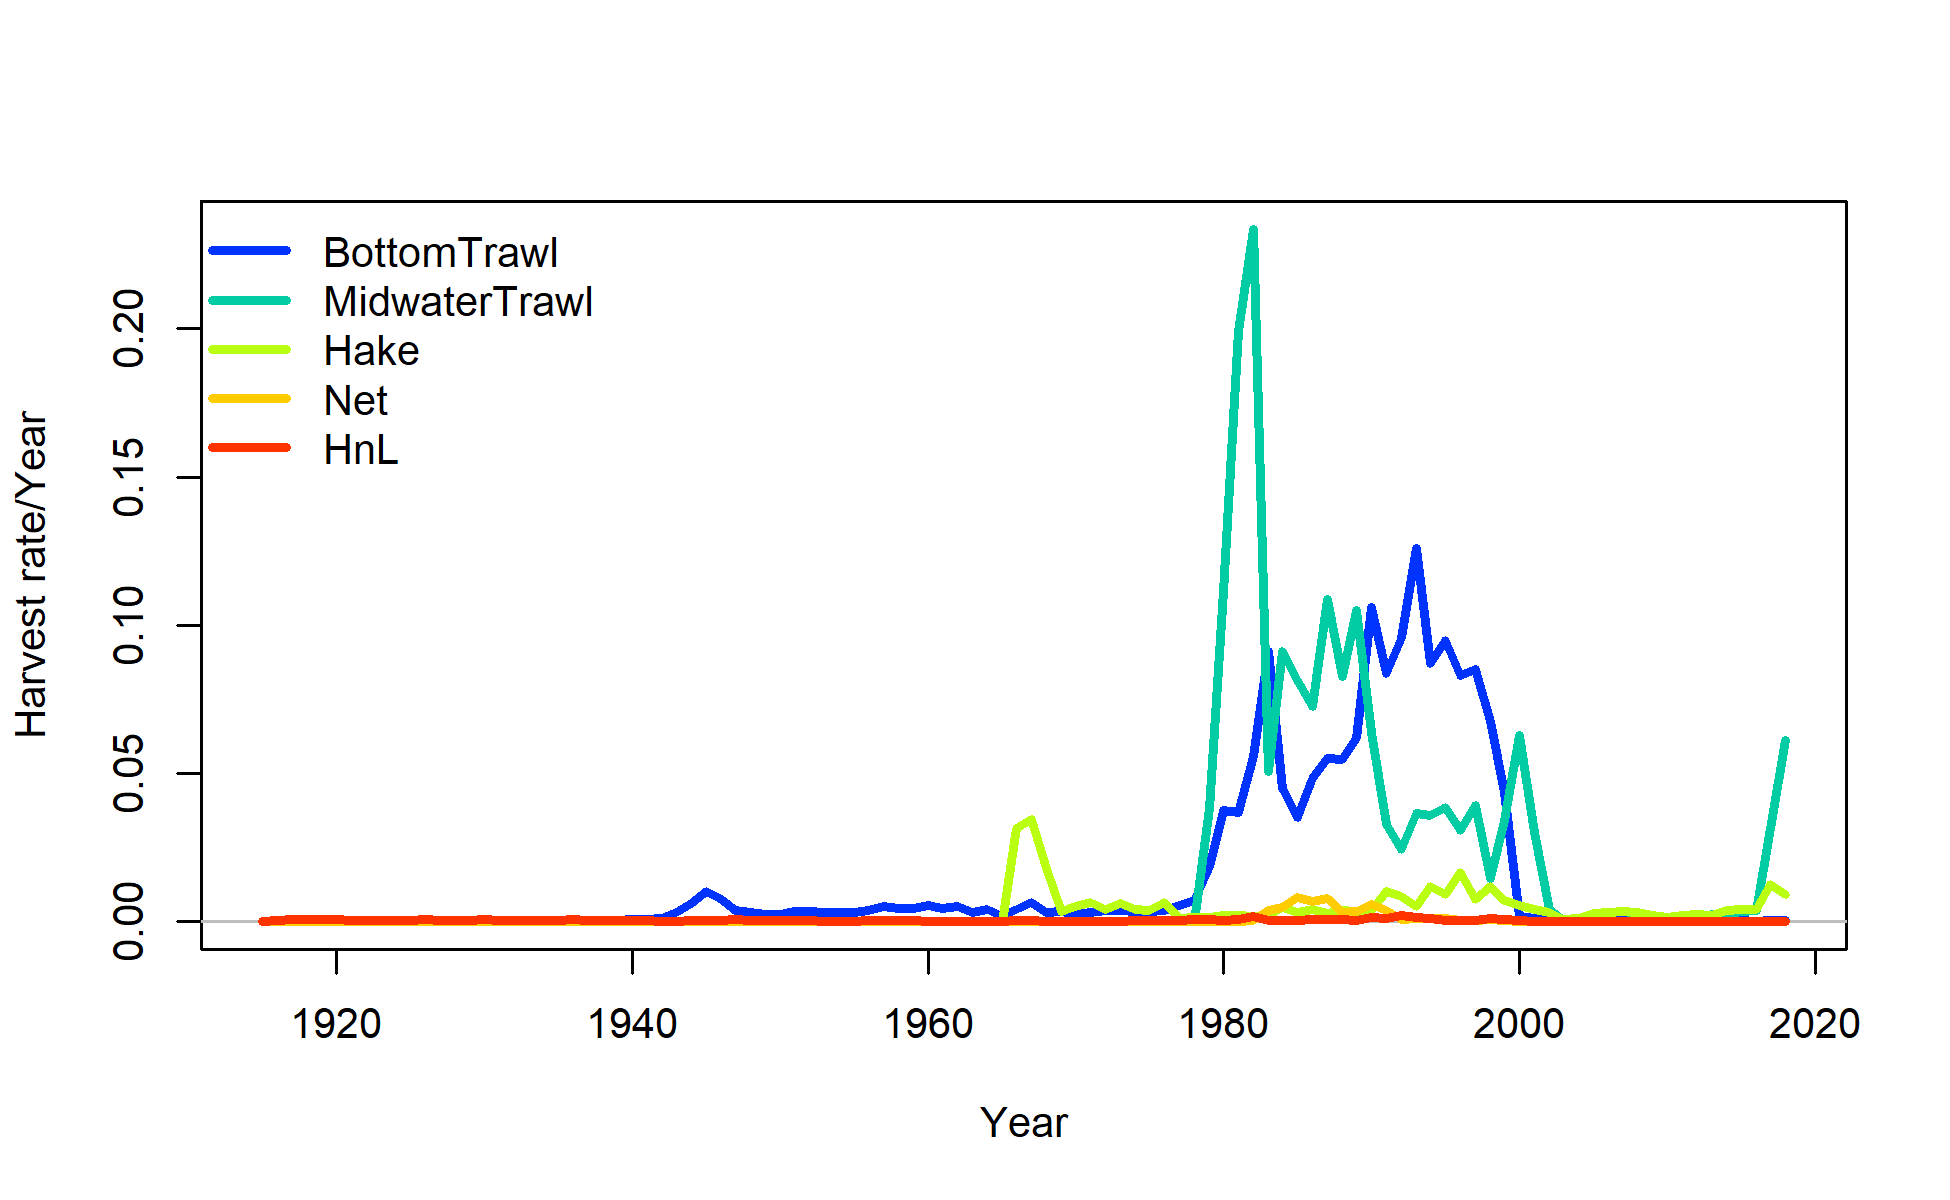 BottomTrawl
MidwaterTrawl
Hake
Net
HnL
Harvest rate/Year
0.20
0.15
0.10
0.05
0.00
1920 1940 1960 1980 2000 2020
Year